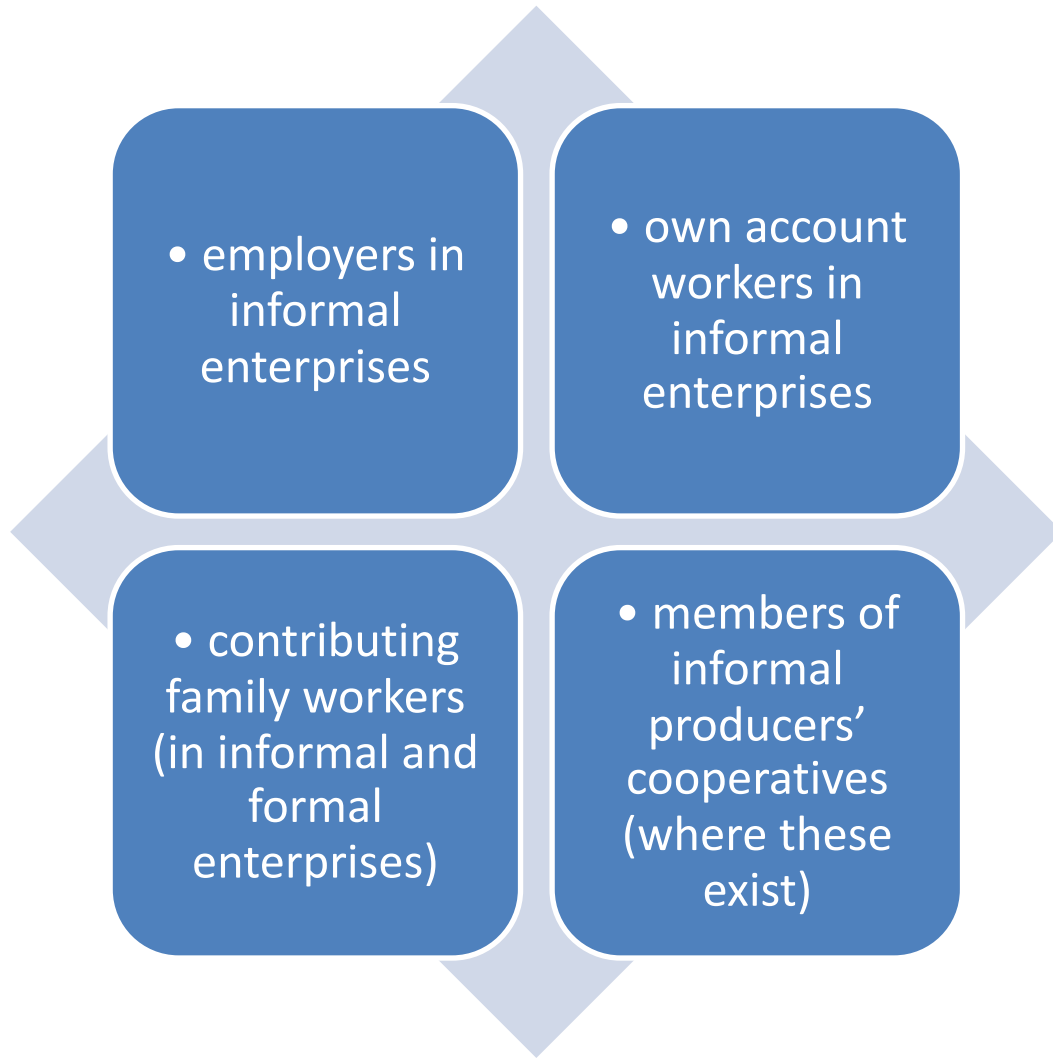 • employers in
informal
enterprises
• own account
workers in
informal
enterprises
• contributing
family workers
(in informal and
formal
enterprises)
• members of
informal
producers’
cooperatives
(where these
exist)